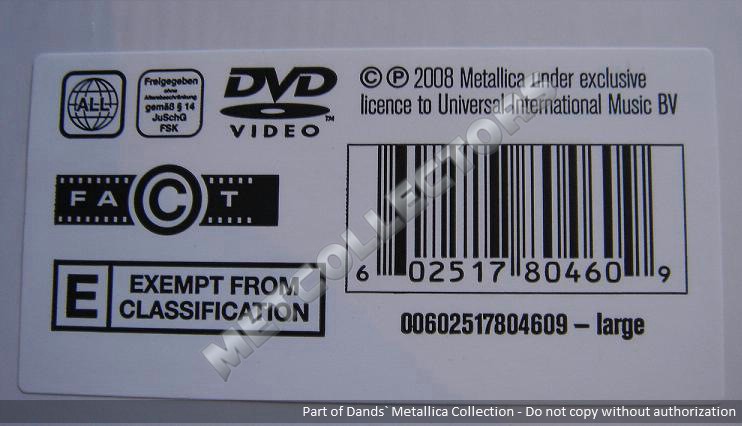 ALL
Freigegeben
ohne
Altersbeschränkung
gemäß § 14
JuSchG
FSK
DVD
VIDEO™
© ℗ 2008 Metallica under exclusive
licence to Universal International Music BV
FA©T
E EXEMPT FROM
CLASSIFICATION
6 02517 80460 9
00602517804609 – large
METCOLLECTORS
Part of Dands` Metallica Collection - Do not copy without authorization